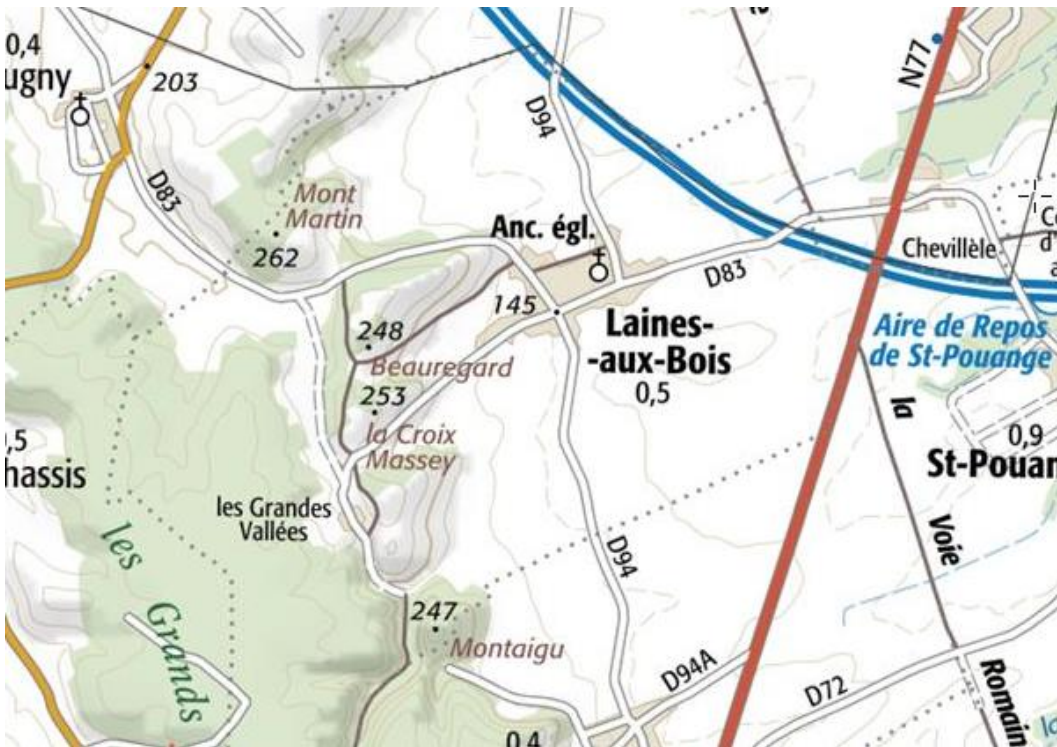 0,4
ugny
203
D83
Mont
Martin
262
D94
N77
Anc. égl.
145
D83
Chevillèle
Laines-
-aux-Bois
0,5
Aire de Repos
de St-Pouange
248
Beauregard
253
la Croix
Massey
,5
hassis
les Grandes
Vallées
0,9
St-Pouan
la
Voie
Romain
les
Grands
D94
247
Montaigu
D94A
D72
0,4